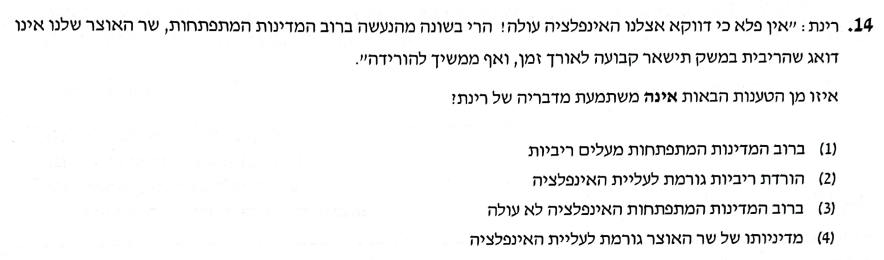 14. רינת: "אין פלא כי דווקא אצלנו האינפלציה עולה! הרי בשונה מהנעשה ברוב המדינות המתפתחות, שר האוצר שלנו אינו
דואג שהריבית במשק תישאר קבועה לאורך זמן, ואף ממשיך להורידה".
איזו מן הטענות הבאות אינה משתמעת מדבריה של רינת?
(1) ברוב המדינות המתפתחות מעלים ריביות
(2) הורדת ריביות גורמת לעליית האינפלציה
(3) ברוב המדינות המתפתחות האינפלציה לא עולה
(4) מדיניותו של שר האוצר גורמת לעליית האינפלציה